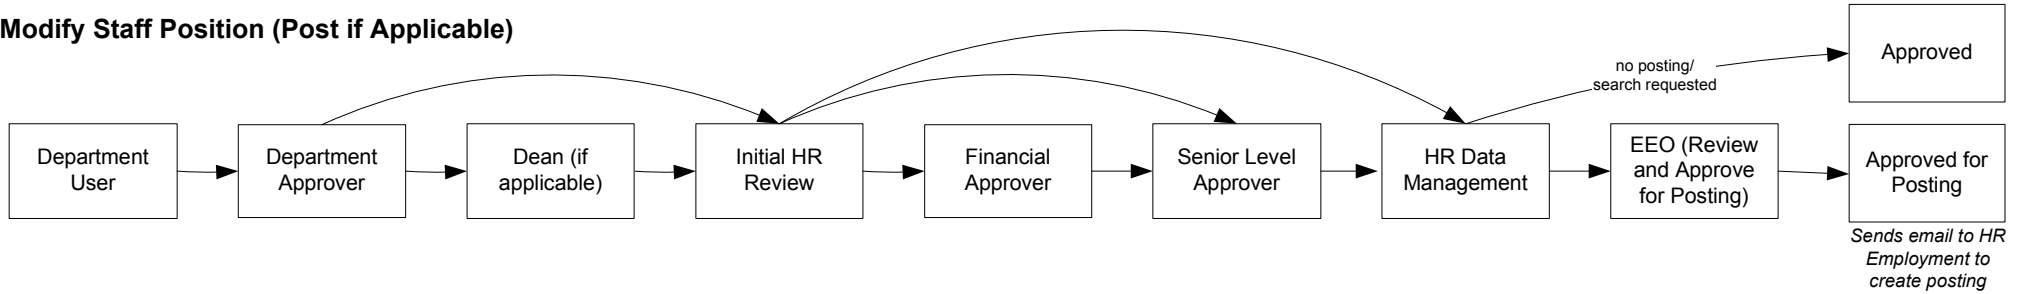 Modify Staff Position (Post if Applicable)
Approved
no posting/
search requested
Department
User
Department
Approver
Dean (if
applicable)
Initial HR
Review
Financial
Approver
Senior Level
Approver
HR Data
Management
EEO (Review
and Approve
for Posting)
Approved for
Posting
Sends email to HR
Employment to
create posting